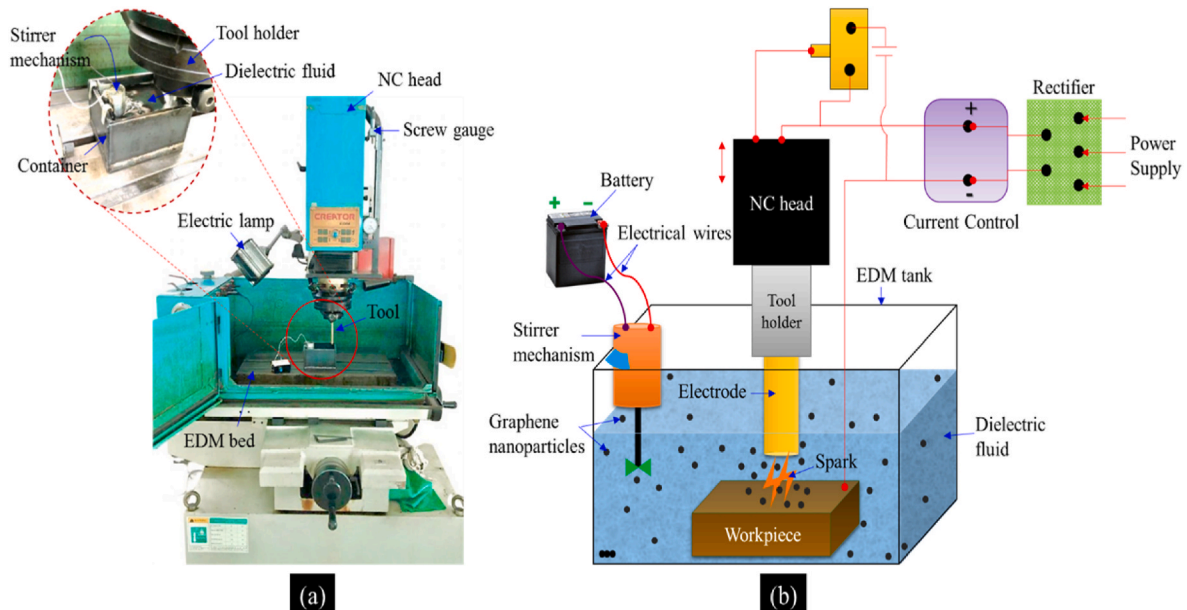 Stirrer
mechanism
Tool holder
Dielectric fluid
Container
NC head
Screw gauge
Electric lamp
CREATOR
Tool
EDM bed
(a)
Rectifier
+
-
Power
Supply
Current Control
NC head
Battery
+ -
Electrical wires
EDM tank
Tool
holder
Stirrer
mechanism
Electrode
Graphene
nanoparticles
Dielectric
fluid
Spark
Workpiece
(b)